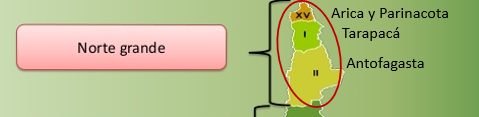 Norte grande
XV
Arica y Parinacota
I
Tarapacá
II
Antofagasta